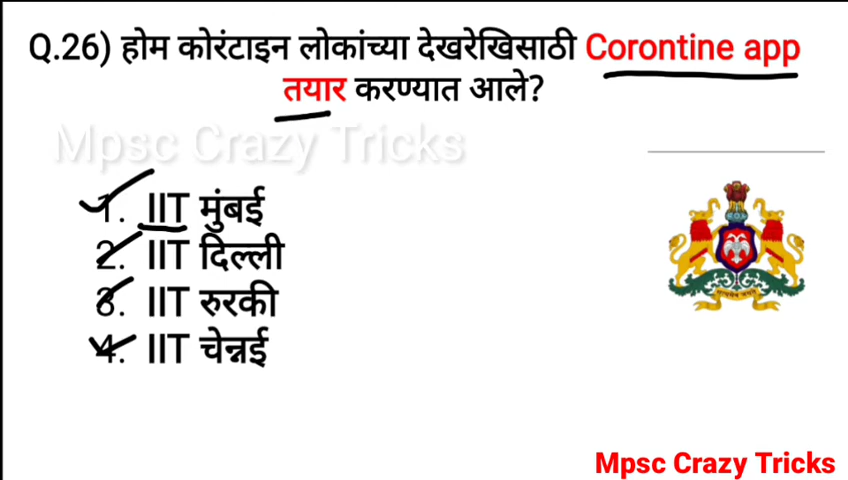 Q.26) होम कोरंटाइन लोकांच्या देखरेखिसाठी Corontine app
तयार करण्यात आले?
Mpsc Crazy Tricks
1. IIT मुंबई
2. IIT दिल्ली
3. IIT रुरकी
4. IIT चेन्नई
Mpsc Crazy Tricks